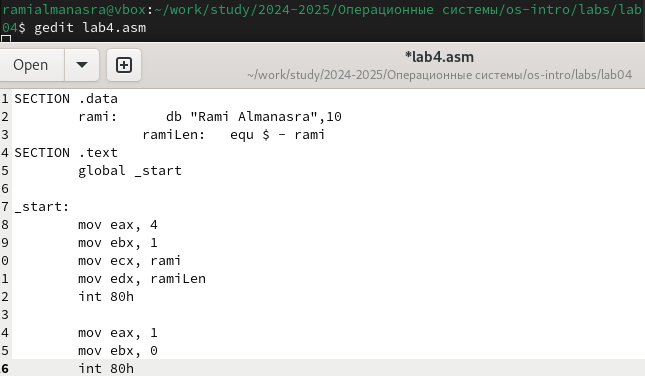 ramialmanasra@vbox:~/work/study/2024-2025/Операционные системы/os-intro/labs/lab
04$ gedit lab4.asm
Open
*lab4.asm
~/work/study/2024-2025/Операционные системы/os-intro/labs/lab04
1 SECTION .data
2         rami:      db "Rami Almanasra",10
3                 ramiLen:   equ $ - rami
4 SECTION .text
5         global _start
6
7 _start:
8         mov eax, 4
9         mov ebx, 1
0         mov ecx, rami
1         mov edx, ramiLen
2         int 80h
3
4         mov eax, 1
5         mov ebx, 0
6         int 80h